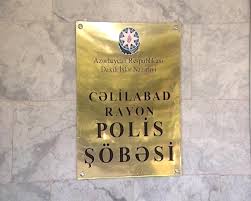 Azərbaycan Respublikası
Daxili İşlər Nazirliyi
CƏLİLABAD
RAYON
POLİS
ŞÖBƏSİ